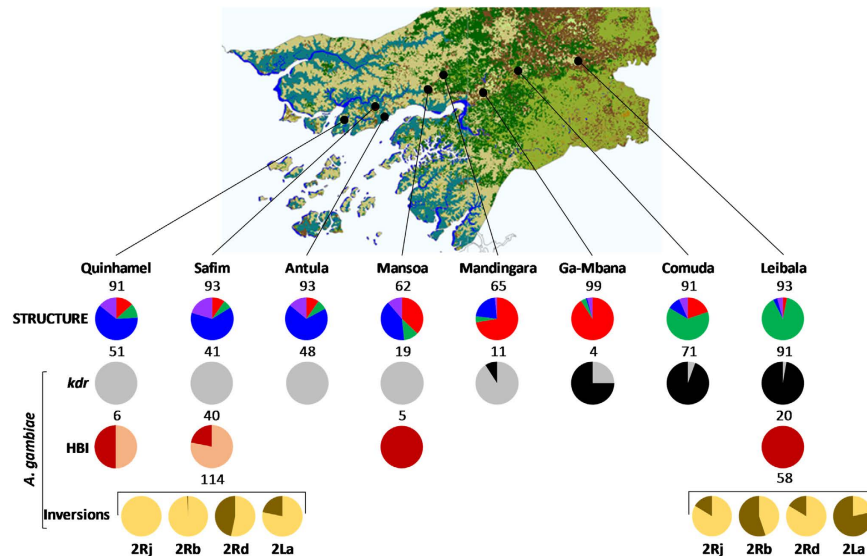 Quinhamel Safim Antula Mansoa Mandingara Ga-Mbana Comuda Leibala
91 93 93 62 65 99 91 93
STRUCTURE
51 41 48 19 11 4 71 91
kdr
6 40 5 20
A. gambiae
HBI
114 58
Inversions
2Rj 2Rb 2Rd 2La 2Rj 2Rb 2Rd 2La